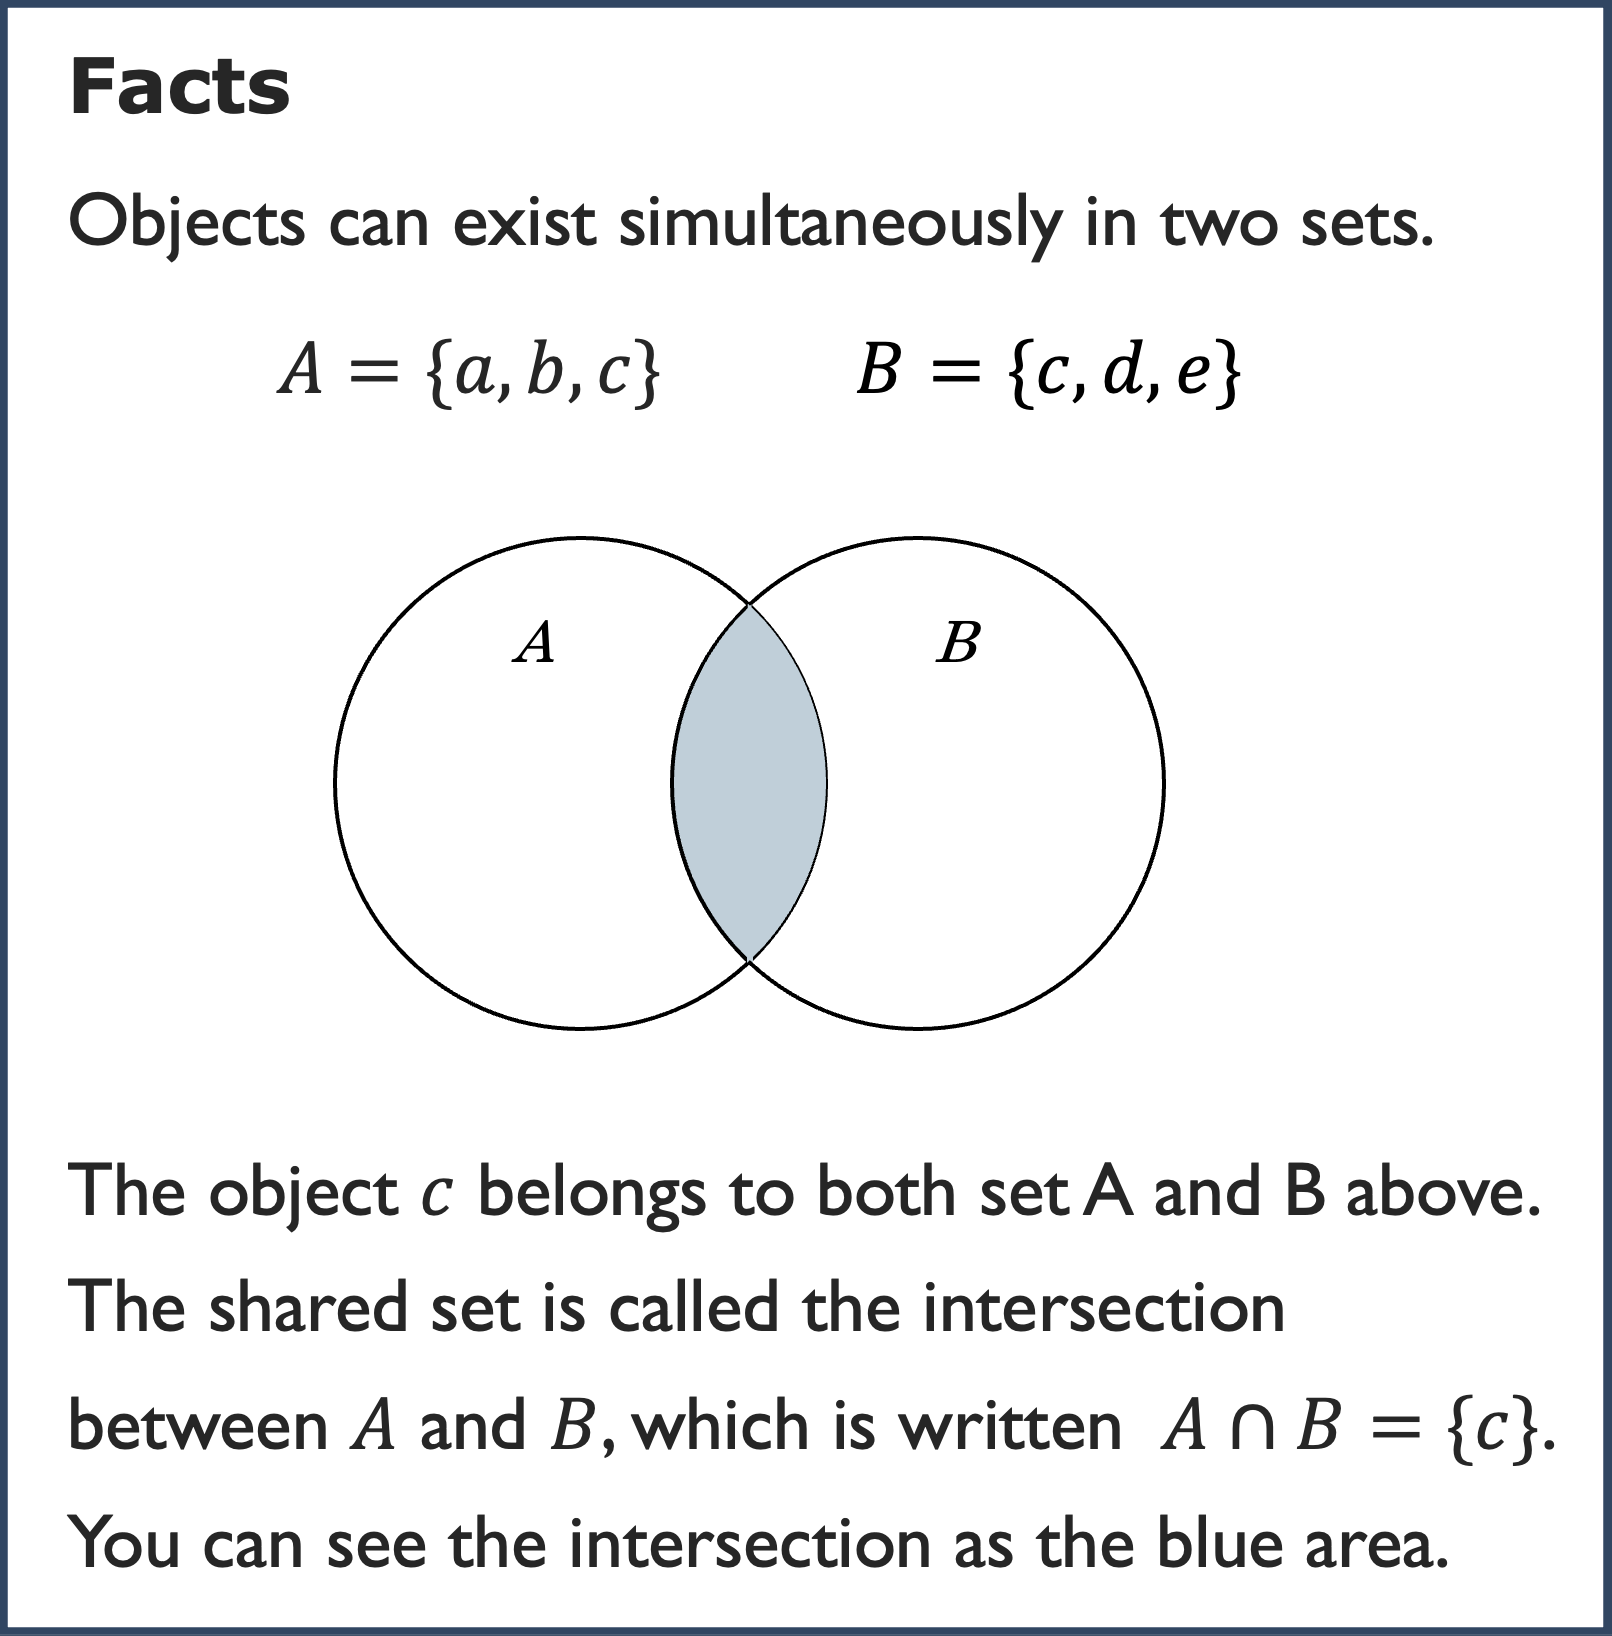 Facts
Objects can exist simultaneously in two sets.
A = {a, b, c} B = {c, d, e}
A B
The object c belongs to both set A and B above.
The shared set is called the intersection
between A and B, which is written A ∩ B = {c}.
You can see the intersection as the blue area.